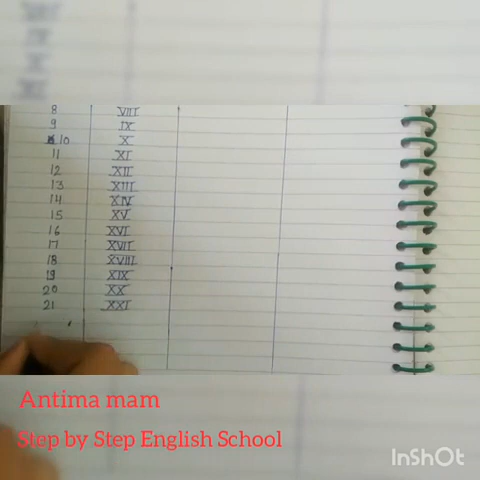 8 VIII
9 IX
10 X
11 XI
12 XII
13 XIII
14 XIV
15 XV
16 XVI
17 XVII
18 XVIII
19 XIX
20 XX
21 XXI
Antima mam
Step by Step English School
InShOt